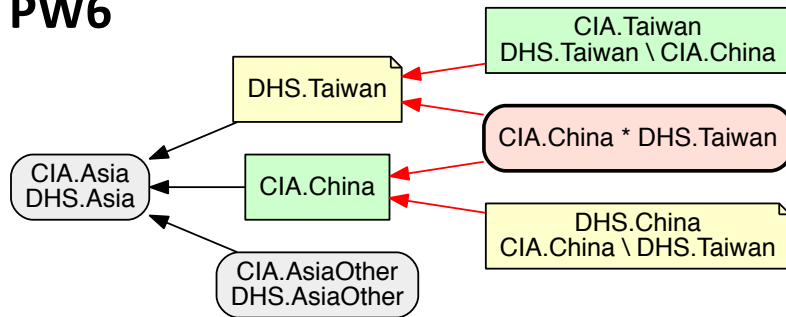 PW6
CIA.Taiwan
DHS.Taiwan \ CIA.China
DHS.Taiwan
CIA.China * DHS.Taiwan
CIA.Asia
DHS.Asia
CIA.China
DHS.China
CIA.China \ DHS.Taiwan
CIA.AsiaOther
DHS.AsiaOther